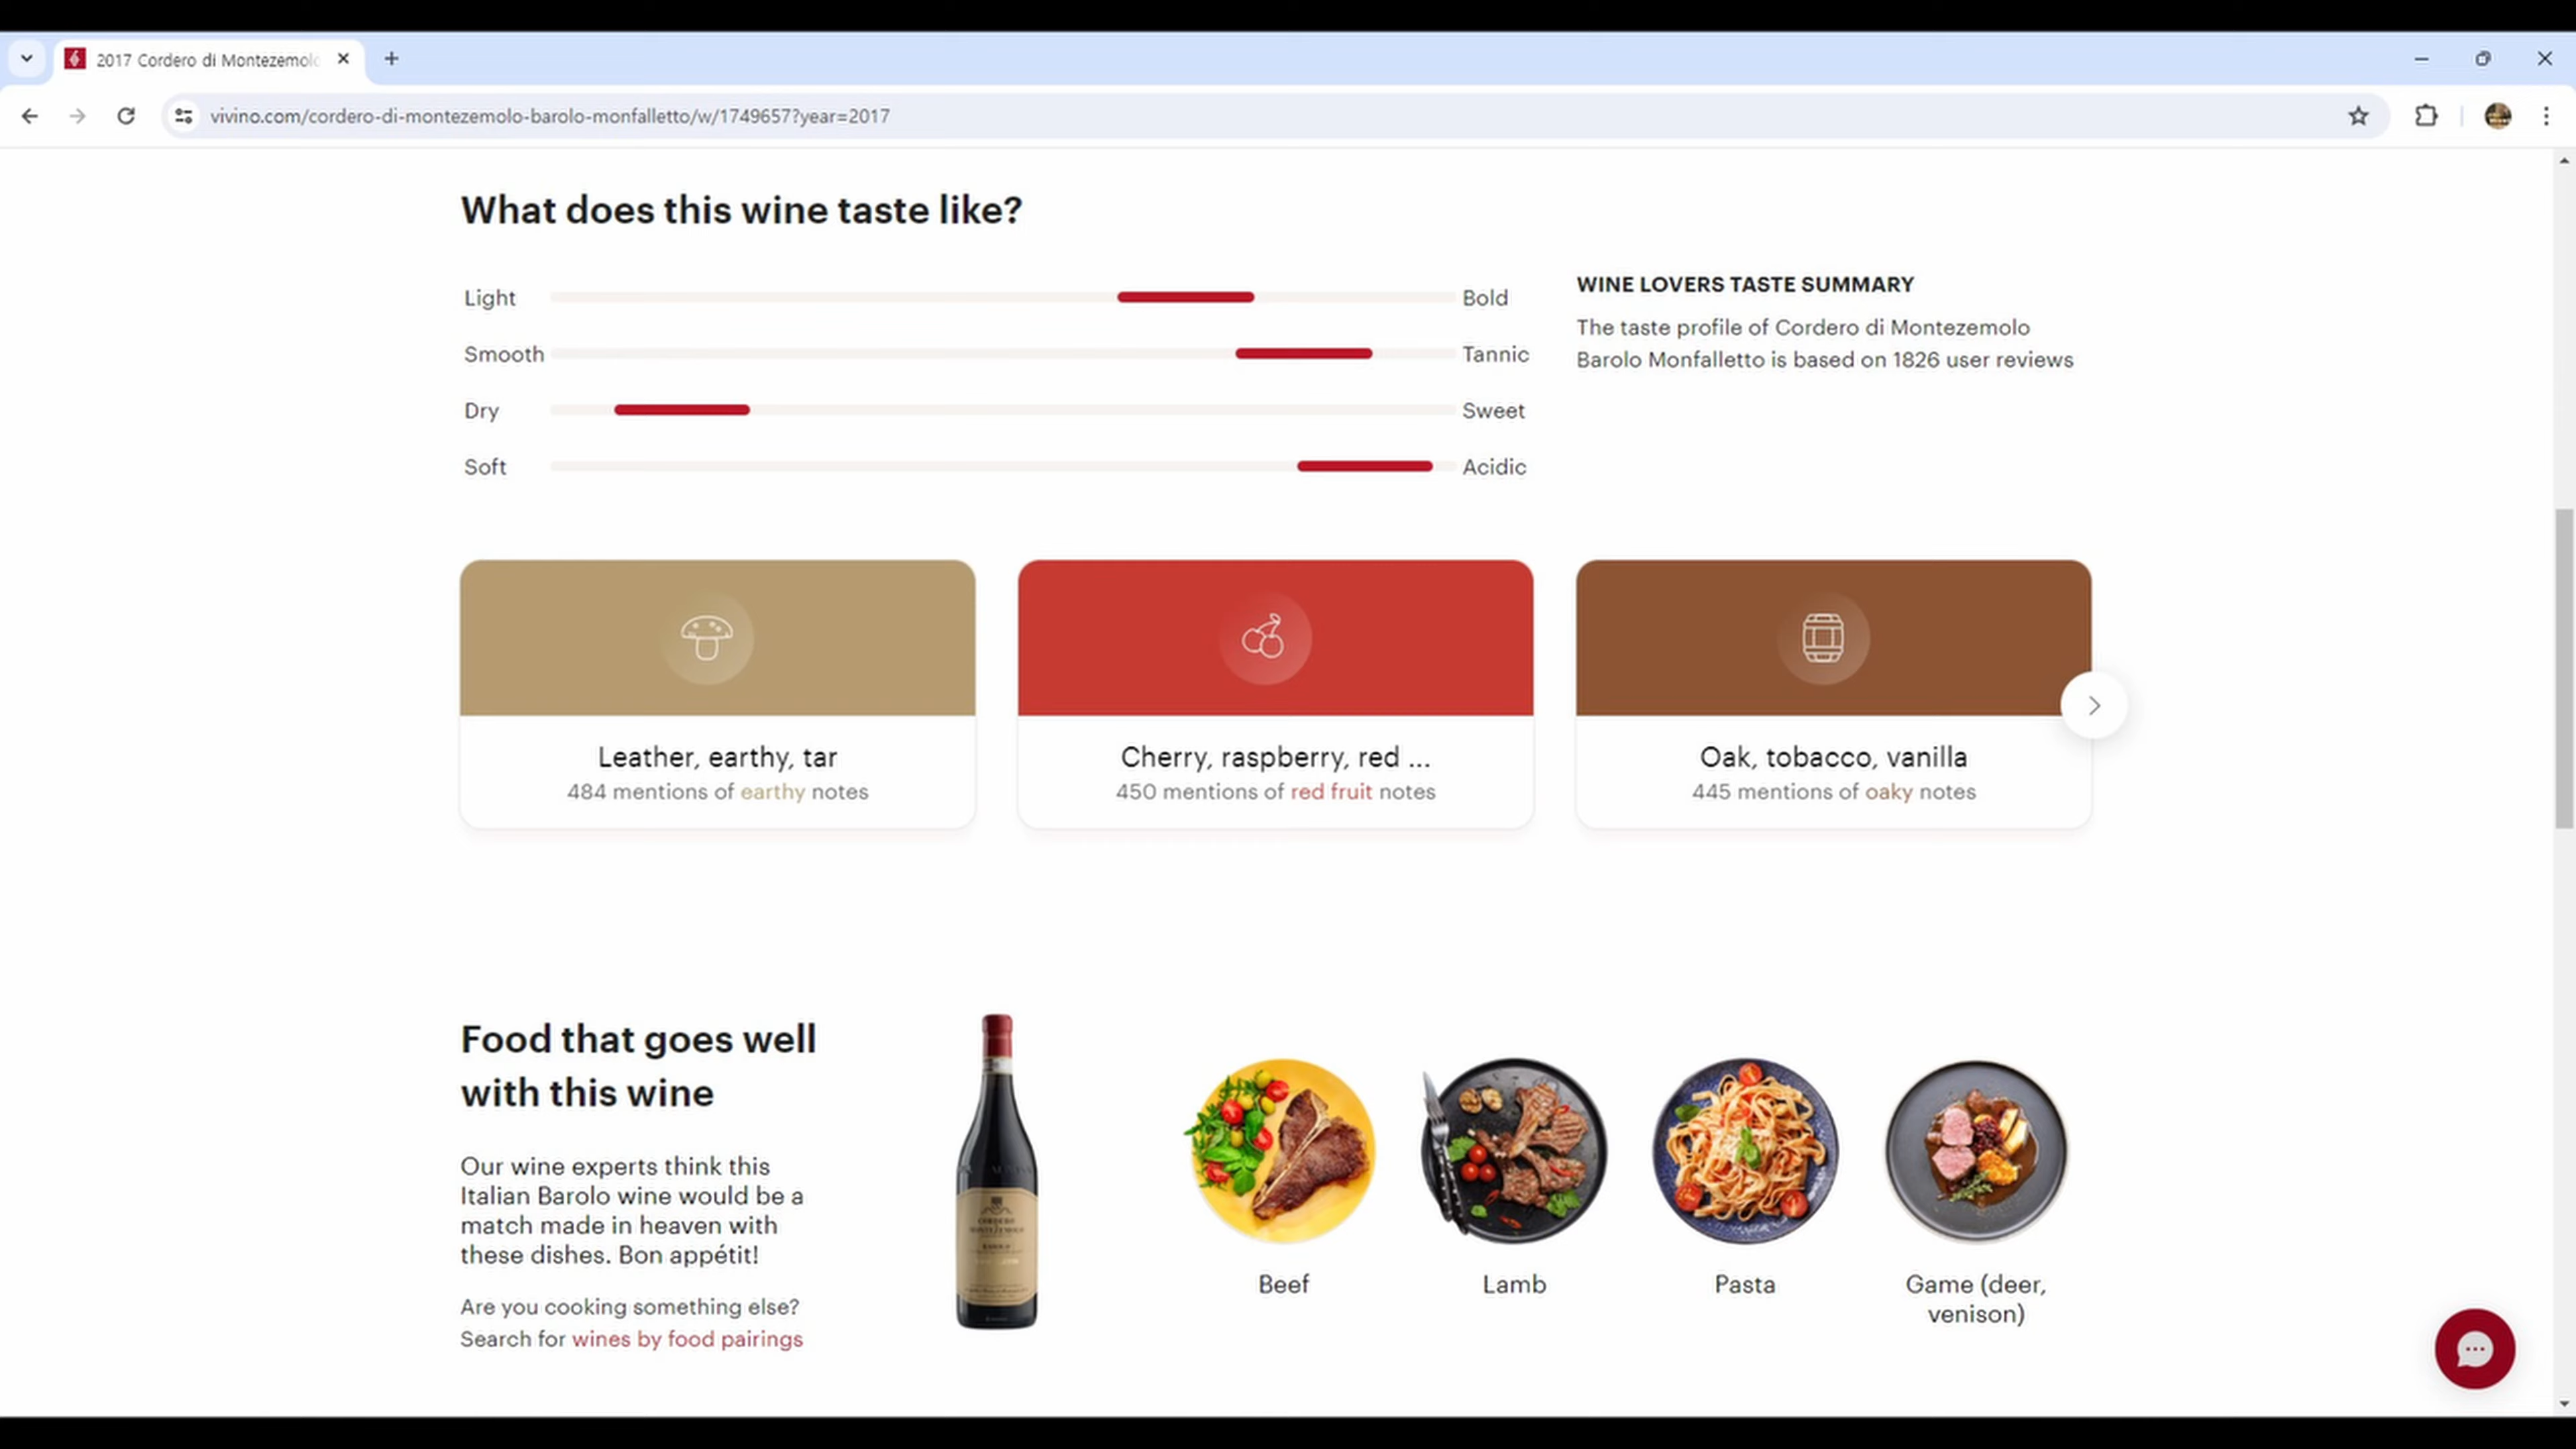 2017 Cordero di Montezemolo
vivino.com/cordero-di-montezemolo-barolo-monfalletto/w/1749657?year=2017
What does this wine taste like?
Light Bold
Smooth Tannic
Dry Sweet
Soft Acidic
WINE LOVERS TASTE SUMMARY
The taste profile of Cordero di Montezemolo
Barolo Monfalletto is based on 1826 user reviews
Leather, earthy, tar
484 mentions of earthy notes
Cherry, raspberry, red ...
450 mentions of red fruit notes
Oak, tobacco, vanilla
445 mentions of oaky notes
Food that goes well
with this wine
Our wine experts think this
Italian Barolo wine would be a
match made in heaven with
these dishes. Bon appétit!
Are you cooking something else?
Search for wines by food pairings
CORDERO
MONTEZEMOLO
BAROLO
Beef
Lamb
Pasta
Game (deer,
venison)